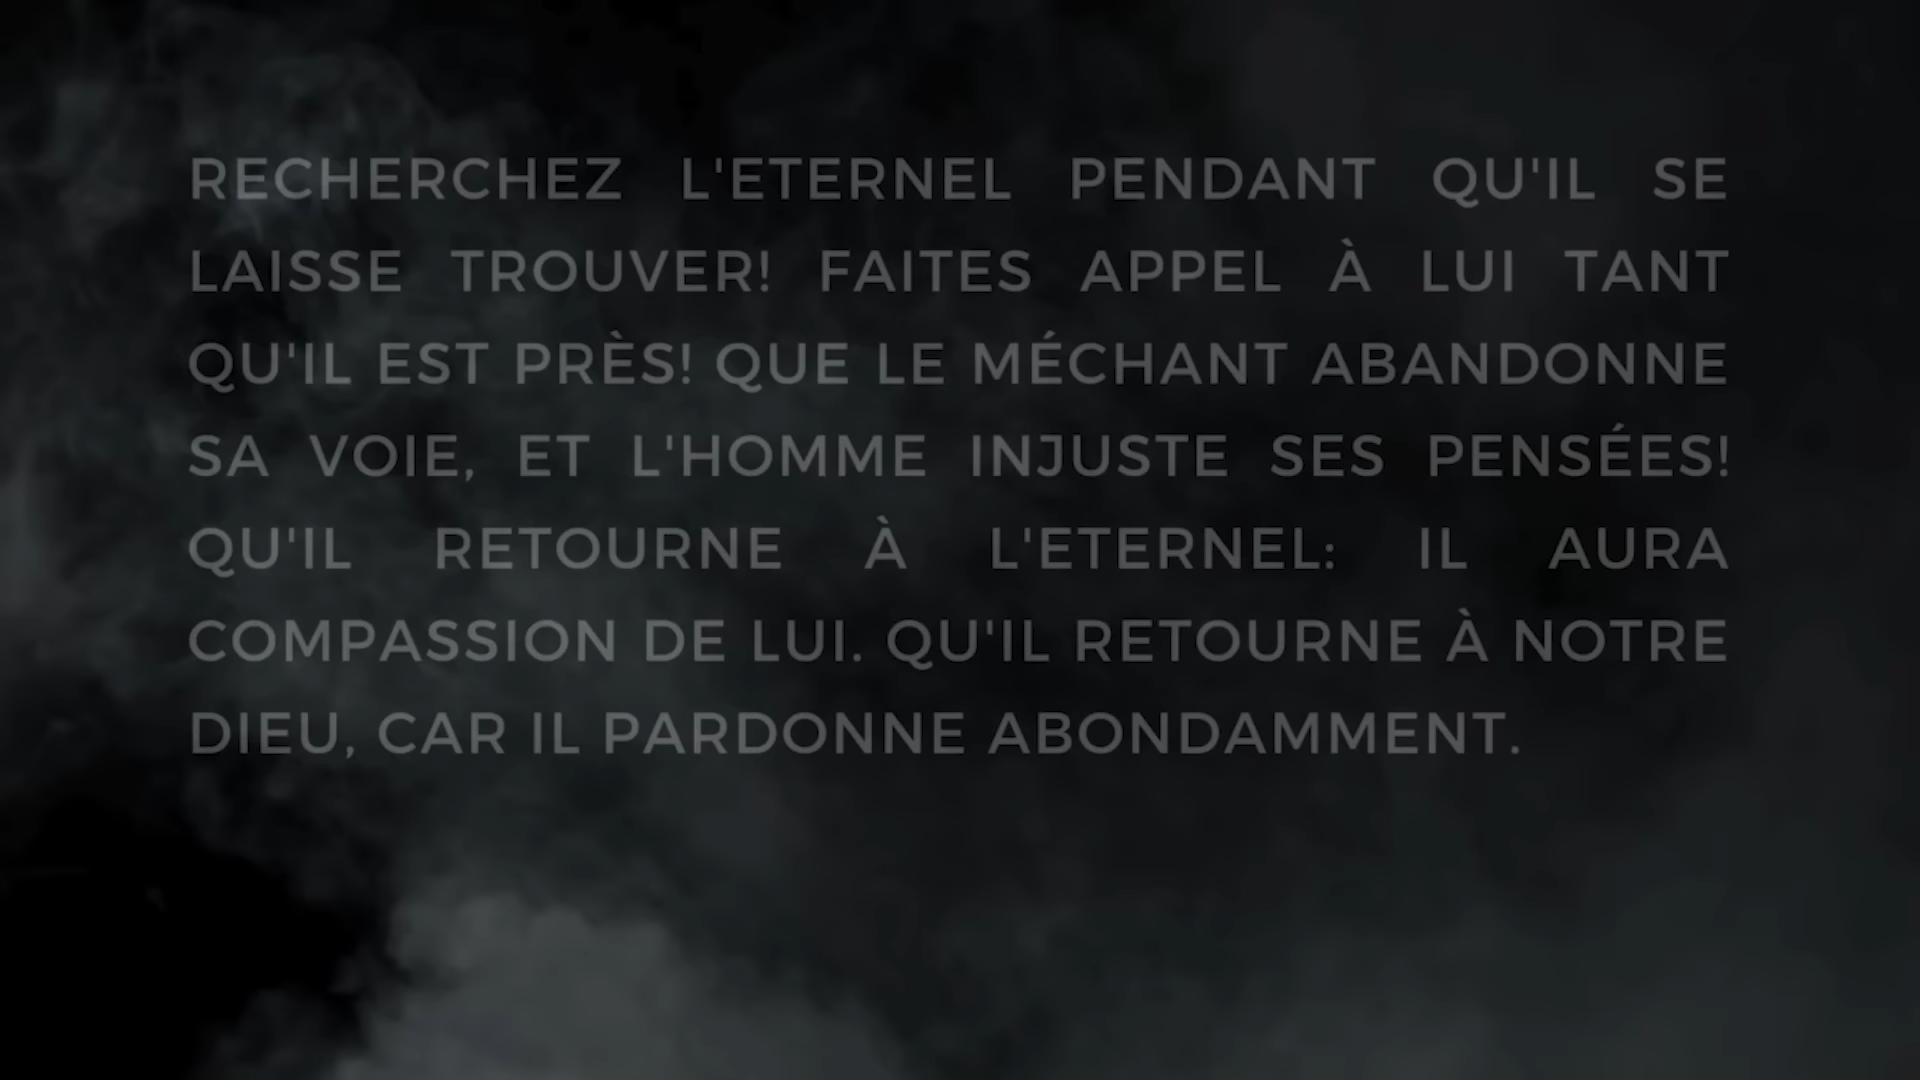 RECHERCHEZ L'ETERNEL PENDANT QU'IL SE
LAISSE TROUVER! FAITES APPEL À LUI TANT
QU'IL EST PRÈS! QUE LE MÉCHANT ABANDONNE
SA VOIE, ET L'HOMME INJUSTE SES PENSÉES!
QU'IL RETOURNE À L'ETERNEL: IL AURA
COMPASSION DE LUI. QU'IL RETOURNE À NOTRE
DIEU, CAR IL PARDONNE ABONDAMMENT.